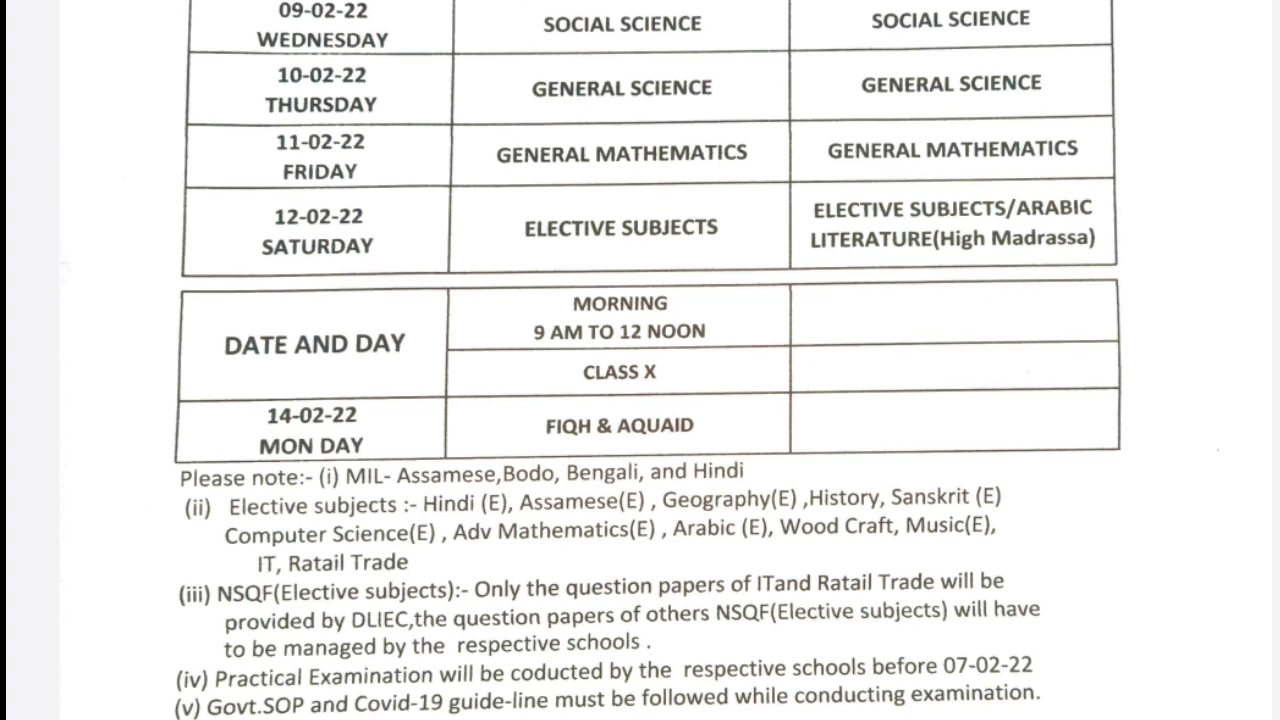 09-02-22
WEDNESDAY
SOCIAL SCIENCE
SOCIAL SCIENCE
10-02-22
THURSDAY
GENERAL SCIENCE
GENERAL SCIENCE
11-02-22
FRIDAY
GENERAL MATHEMATICS
GENERAL MATHEMATICS
12-02-22
SATURDAY
ELECTIVE SUBJECTS
ELECTIVE SUBJECTS/ARABIC
LITERATURE(High Madrassa)
DATE AND DAY
MORNING
9 AM TO 12 NOON
CLASS X
14-02-22
MON DAY
FIQH & AQUAID
Please note:- (i) MIL- Assamese,Bodo, Bengali, and Hindi
(ii) Elective subjects :- Hindi (E), Assamese(E) , Geography(E) ,History, Sanskrit (E)
Computer Science(E) , Adv Mathematics(E) , Arabic (E), Wood Craft, Music(E),
IT, Ratail Trade
(iii) NSQF(Elective subjects):- Only the question papers of ITand Ratail Trade will be
provided by DLIEC,the question papers of others NSQF(Elective subjects) will have
to be managed by the respective schools .
(iv) Practical Examination will be coducted by the respective schools before 07-02-22
(v) Govt.SOP and Covid-19 guide-line must be followed while conducting examination.